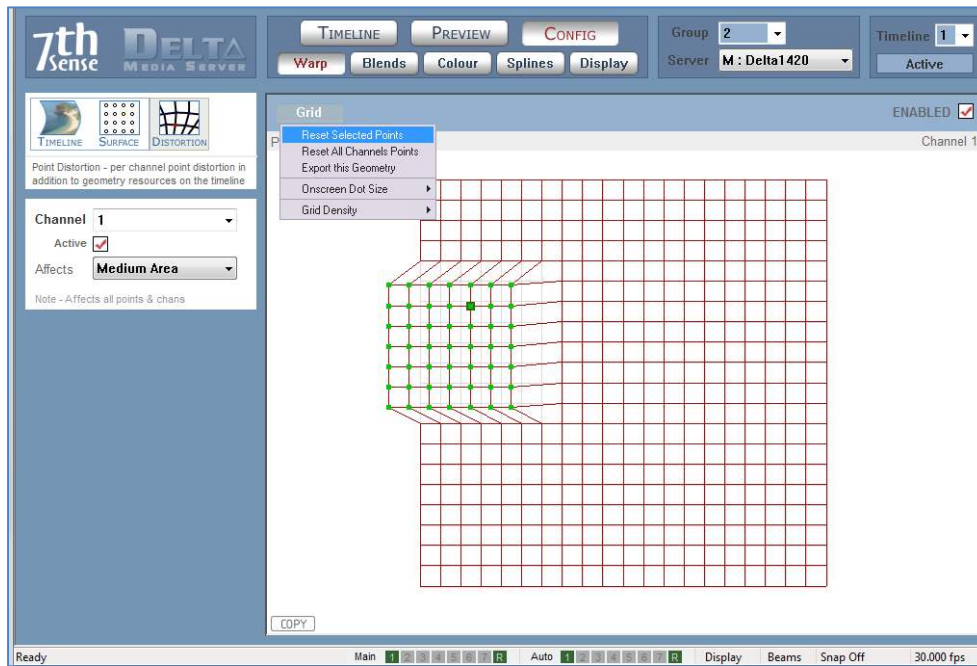 7th sense
DELTA
MEDIA SERVER
TIMELINE PREVIEW CONFIG
Warp Blends Colour Splines Display
Group 2
Server M : Delta1420
Timeline 1
Active
TIMELINE SURFACE DISTORTION
Point Distortion - per channel point distortion in
addition to geometry resources on the timeline
Channel 1
Active
Affects Medium Area
Note - Affects all points & chans
Grid
ENABLED
P
Channel 1
Reset Selected Points
Reset All Channels Points
Export this Geometry
Onscreen Dot Size
Grid Density
COPY
Ready Main 1 2 3 4 5 6 7 R Auto 1 2 3 4 5 6 7 R Display Beams Snap Off 30.000 fps